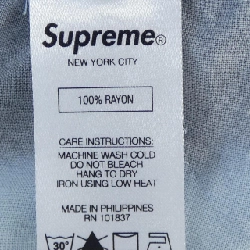 Supreme®
NEW YORK CITY
100% RAYON
CARE INSTRUCTIONS:
MACHINE WASH COLD
DO NOT BLEACH
HANG TO DRY
IRON USING LOW HEAT
MADE IN PHILIPPINES
RN 101837
30°